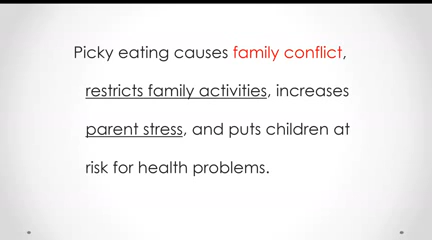 Picky eating causes family conflict,
restricts family activities, increases
parent stress, and puts children at
risk for health problems.